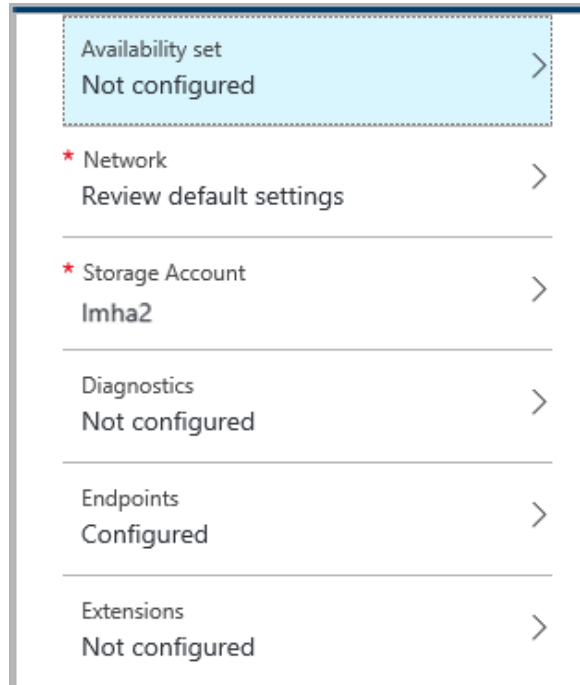 Availability set
Not configured
* Network
Review default settings
* Storage Account
lmha2
Diagnostics
Not configured
Endpoints
Configured
Extensions
Not configured